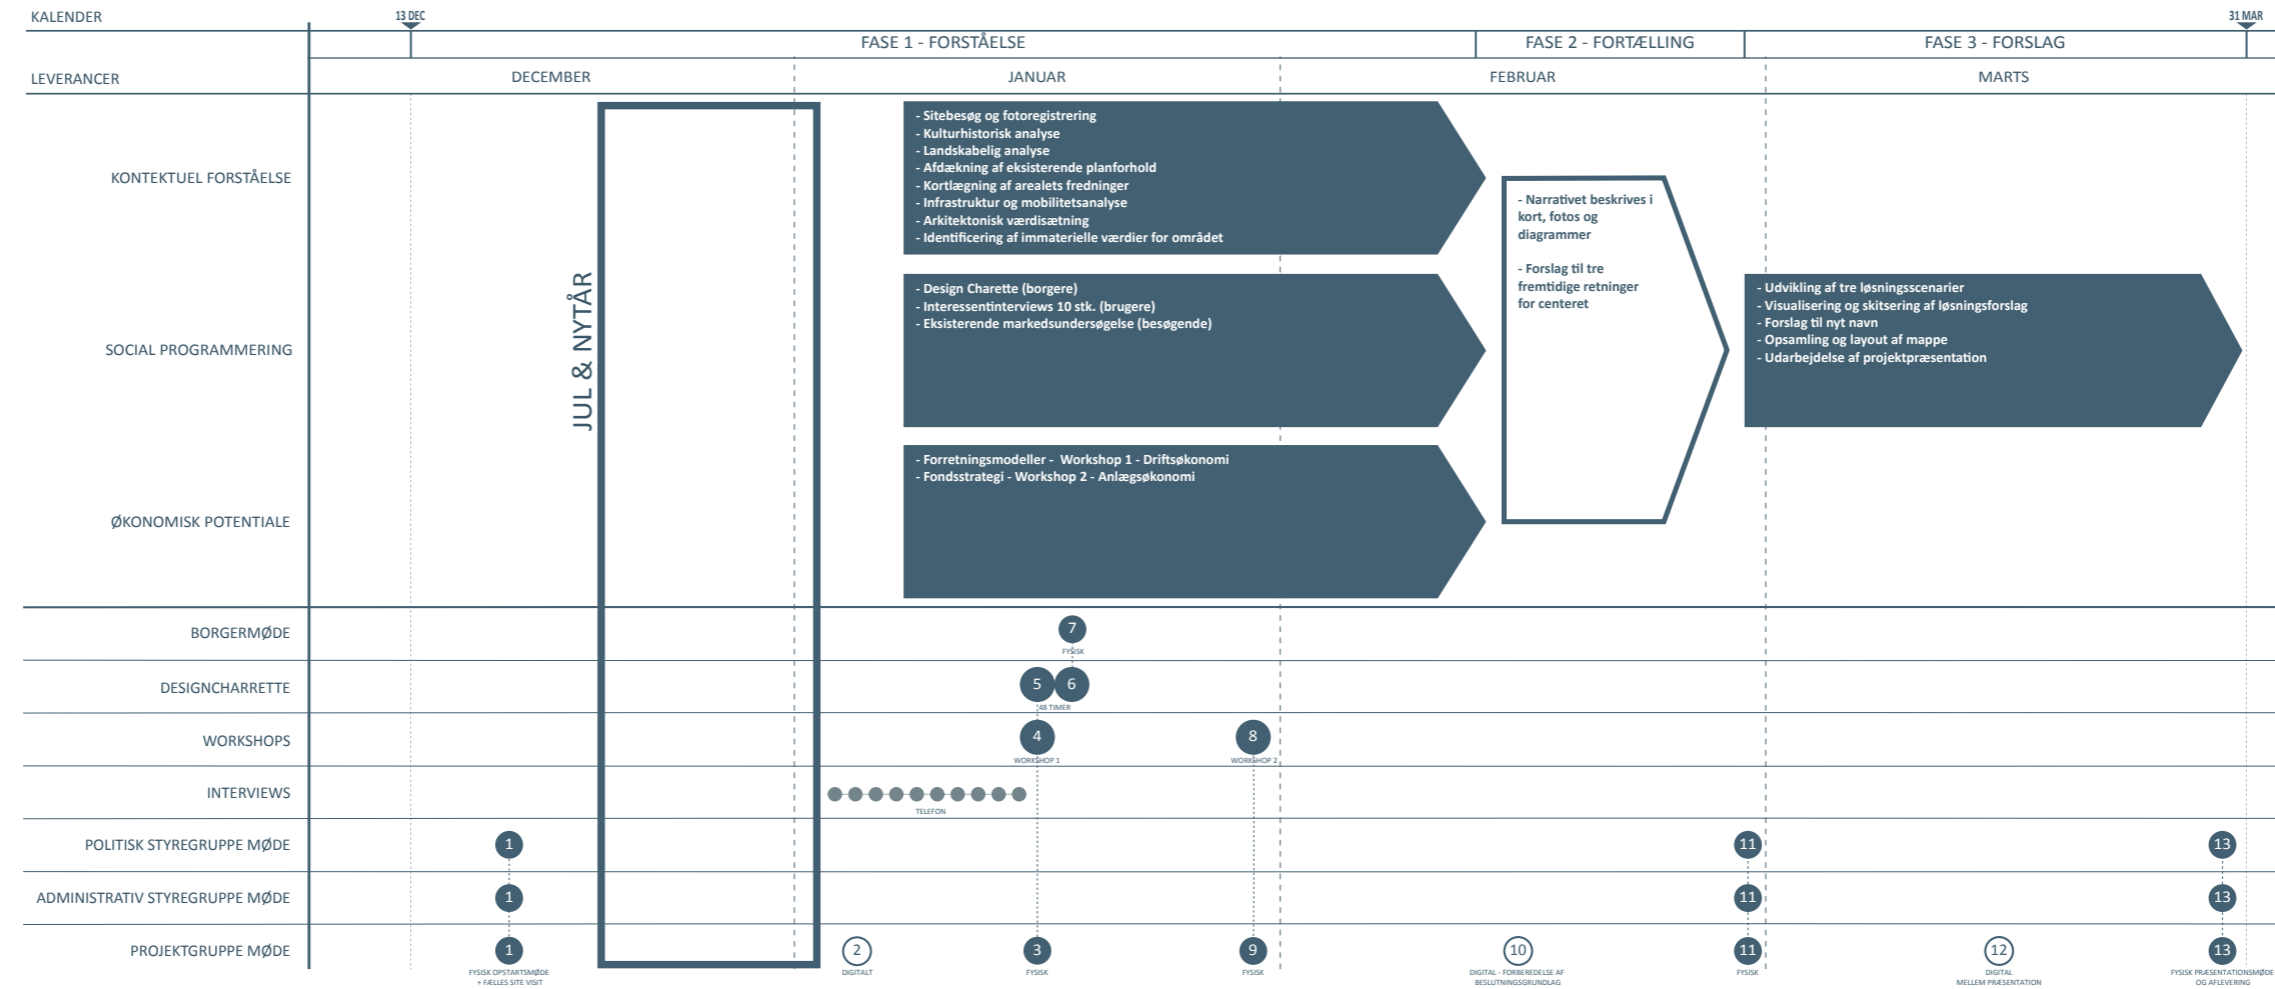 KALENDER
13 DEC
31 MAR
FASE 1 - FORSTÅELSE
FASE 2 - FORTÆLLING
FASE 3 - FORSLAG
LEVERANCER
DECEMBER
JANUAR
FEBRUAR
MARTS
JUL & NYTÅR
KONTEKTUEL FORSTÅELSE
- Sitebesøg og fotoregistrering
- Kulturhistorisk analyse
- Landskabelig analyse
- Afdækning af eksisterende planforhold
- Kortlægning af arealets fredninger
- Infrastruktur og mobilitetsanalyse
- Arkitektonisk værdisætning
- Identificering af immaterielle værdier for området
- Narrativet beskrives i
kort, fotos og
diagrammer
- Forslag til tre
fremtidige retninger
for centeret
SOCIAL PROGRAMMERING
- Design Charette (borgere)
- Interessentinterviews 10 stk. (brugere)
- Eksisterende markedsundersøgelse (besøgende)
- Udvikling af tre løsningsscenarier
- Visualisering og skitsering af løsningsforslag
- Forslag til nyt navn
- Opsamling og layout af mappe
- Udarbejdelse af projektpræsentation
ØKONOMISK POTENTIALE
- Forretningsmodeller - Workshop 1 - Driftsøkonomi
- Fondsstrategi - Workshop 2 - Anlægsøkonomi
BORGERMØDE
7
FYSISK
DESIGNCHARRETTE
5
6
48 TIMER
WORKSHOPS
4
8
WORKSHOP 1
WORKSHOP 2
INTERVIEWS
TELEFON
POLITISK STYREGRUPPE MØDE
1
11
13
ADMINISTRATIV STYREGRUPPE MØDE
1
11
13
PROJEKTGRUPPE MØDE
1
2
3
9
10
11
12
13
FYSISK OPSTARTSMØDE
+ FÆLLES SITE VISIT
DIGITALT
FYSISK
FYSISK
DIGITAL - FORBEREDELSE AF
BESLUTNINGSGRUNDLAG
FYSISK
DIGITAL
MELLEM PRÆSENTATION
FYSISK PRÆSENTATIONSMØDE
OG AFLEVERING